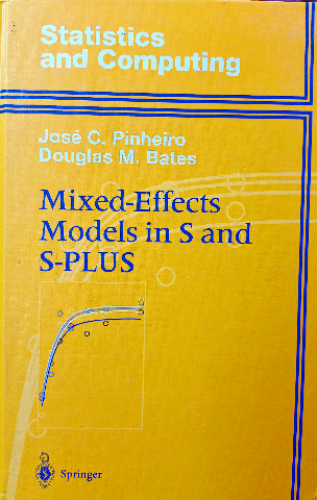 Statistics
and Computing
José C. Pinheiro
Douglas M. Bates
Mixed-Effects
Models in S and
S-PLUS
Springer